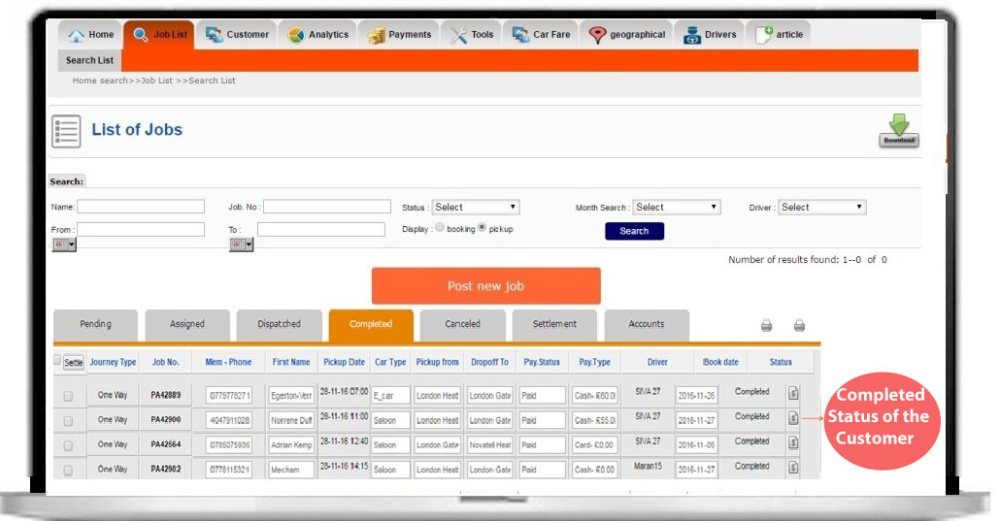 Home Job List Customer Analytics Payments Tools Car Fare geographical Drivers article
Search List
Home search>>Job List >>Search List
List of Jobs
Download
Search:
Name: Job. No : Status : Select Month Search : Select Driver : Select
From : To : Display : booking pickup Search
Number of results found: 1--0 of 0
Post new job
Pending Assigned Dispatched Completed Canceled Settlement Accounts
Settle Journey Type Job No. Mem - Phone First Name Pickup Date Car Type Pickup from Dropoff To Pay.Status Pay.Type Driver Book date Status
One Way PA42889 0779776271 Egerton-Verr 28-11-16 07:00 E_car London Heat London Gatw Paid Cash- £60.0 SIVA 27 2016-11-26 Completed
One Way PA42900 4047911028 Norrene Duff 28-11-16 11:00 Saloon London Heat London Gatw Paid Cash- £55.0 SIVA 27 2016-11-27 Completed
One Way PA42564 0785075939 Adrian Kemp 28-11-16 12:40 Saloon London Gatw Novatell Heat Paid Card- £0.00 SIVA 27 2016-11-05 Completed
One Way PA42902 0778115321 Mecham 28-11-16 14:15 Saloon London Heat London Gatw Paid Cash- £0.00 Maran15 2016-11-27 Completed
Completed
Status of the
Customer